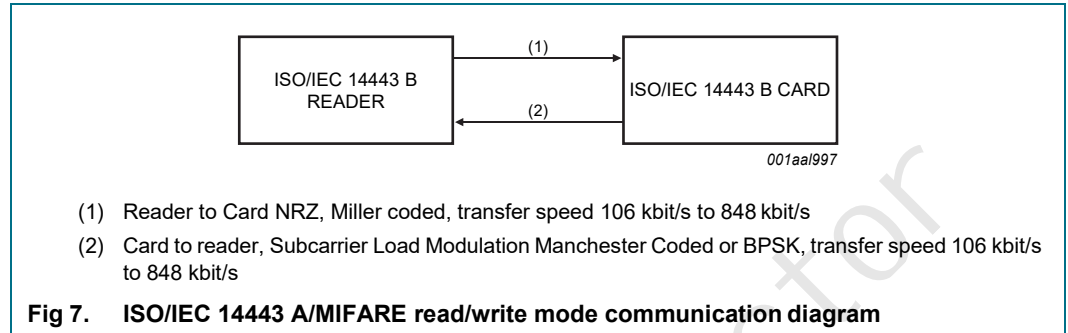 (1)
ISO/IEC 14443 B
READER
ISO/IEC 14443 B CARD
(2)
001aal997
(1) Reader to Card NRZ, Miller coded, transfer speed 106 kbit/s to 848 kbit/s
(2) Card to reader, Subcarrier Load Modulation Manchester Coded or BPSK, transfer speed 106 kbit/s
to 848 kbit/s
Fig 7. ISO/IEC 14443 A/MIFARE read/write mode communication diagram